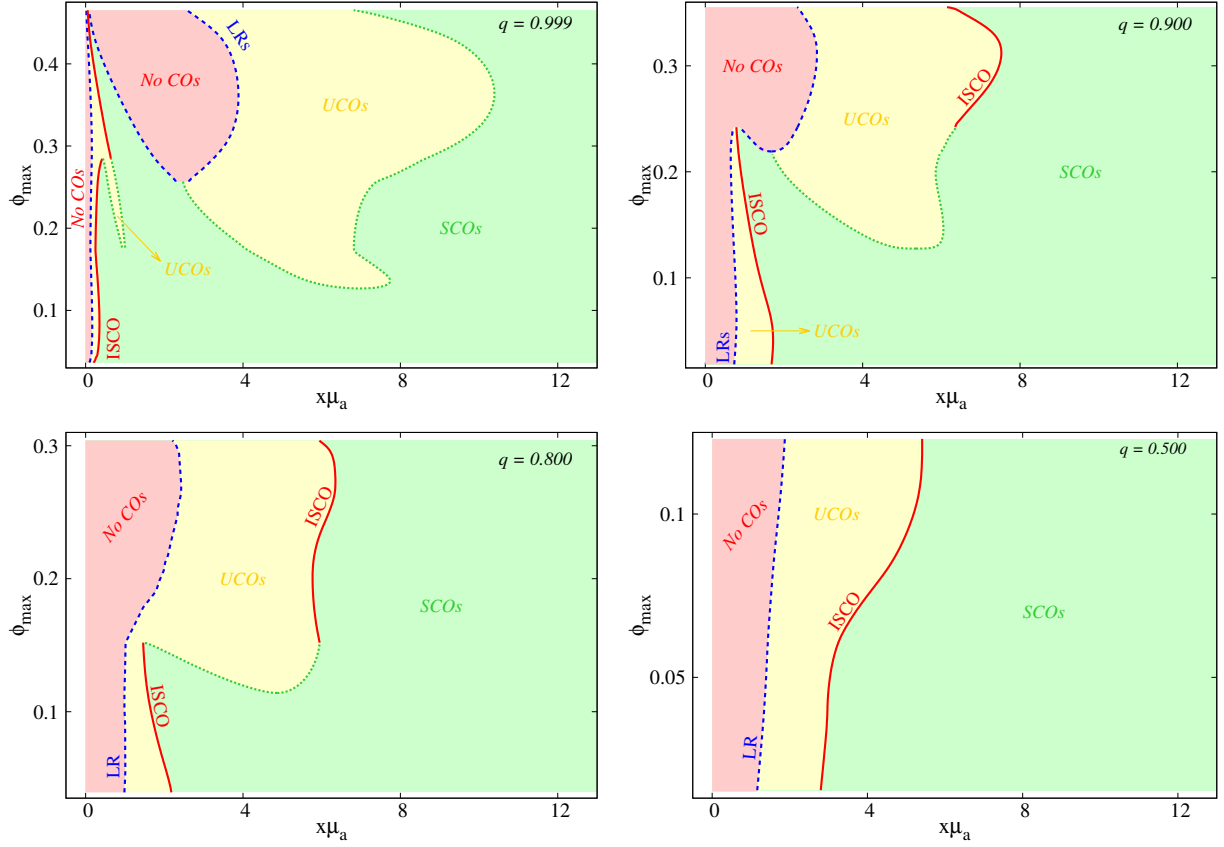 q = 0.999
LRs
No COs
UCOs
No COs
SCOs
UCOs
ISCO
0.4
0.3
0.2
0.1
ϕmax
0 4 8 12
xμa
q = 0.900
No COs
ISCO
UCOs
SCOs
ISCO
UCOs
LRs
0.3
0.2
0.1
ϕmax
0 4 8 12
xμa
q = 0.800
No COs
ISCO
UCOs
SCOs
ISCO
LR
0.3
0.2
0.1
ϕmax
0 4 8 12
xμa
q = 0.500
No COs
UCOs
ISCO
SCOs
LR
0.1
0.05
ϕmax
0 4 8 12
xμa